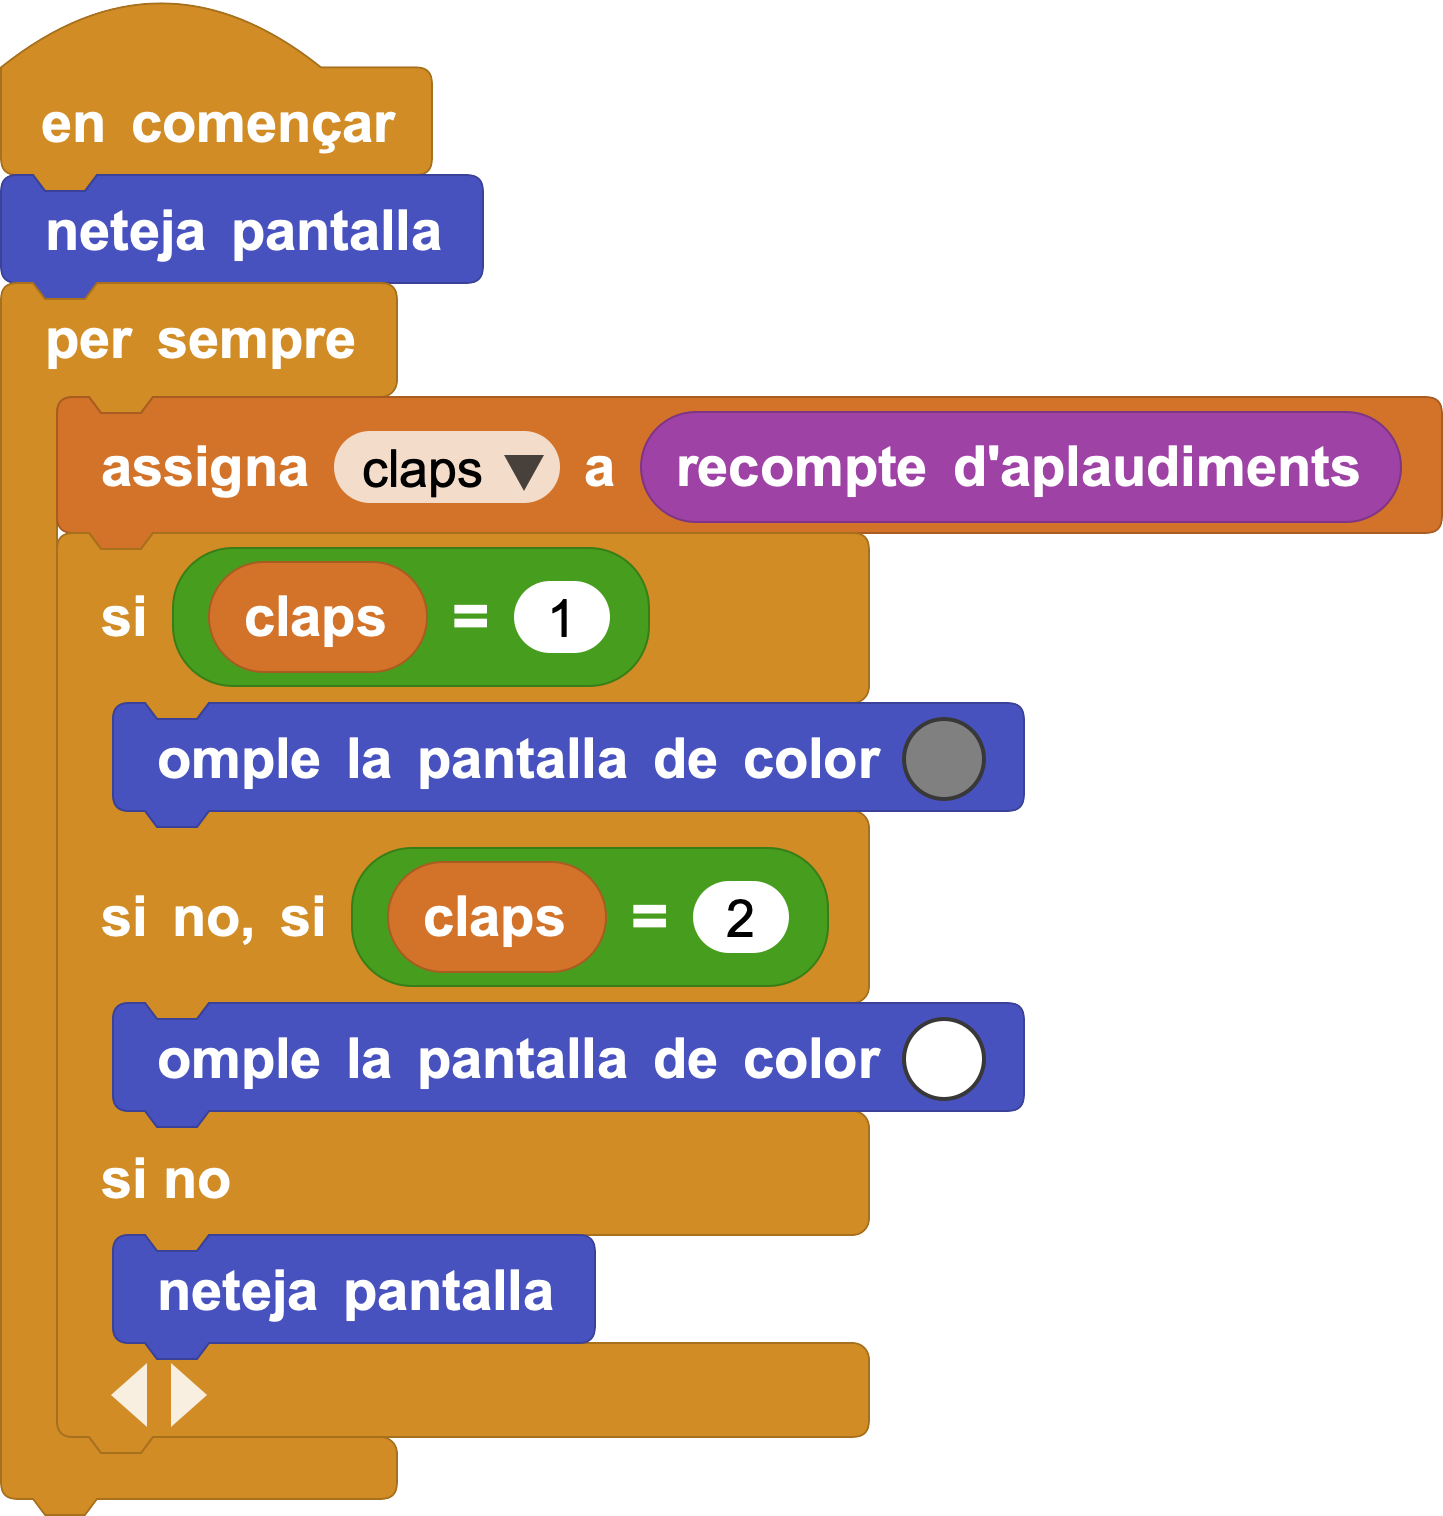 en començar
neteja pantalla
per sempre
assigna claps a recompte d'aplaudiments
si claps = 1
omple la pantalla de color
si no, si claps = 2
omple la pantalla de color
si no
neteja pantalla